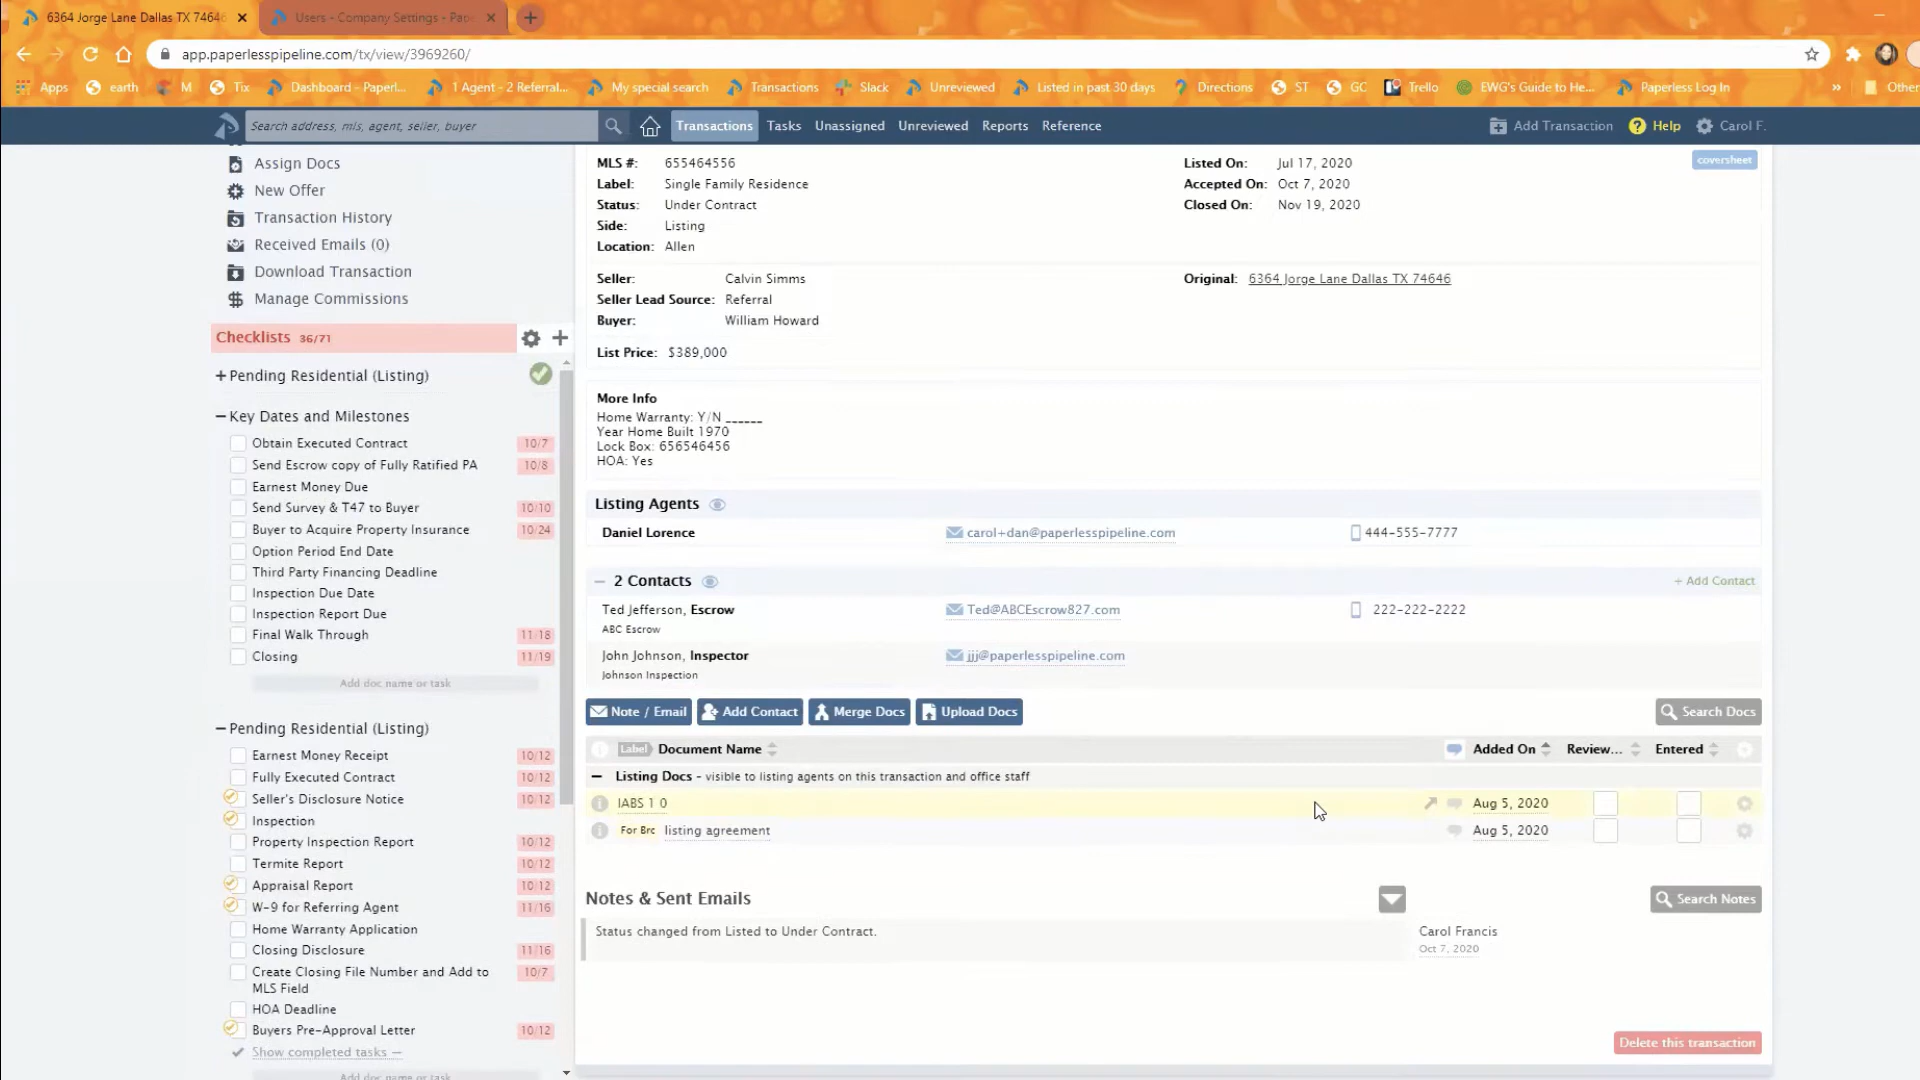 6364 Jorge Lane Dallas TX 74646
Users - Company Settings - Pape
app.paperlesspipeline.com/tx/view/3969260/
Apps
earth
M
Tix
Dashboard - Paperl...
1 Agent - 2 Referral...
My special search
Transactions
Slack
Unreviewed
Listed in past 30 days
Directions
ST
GC
Trello
EWG's Guide to He...
Paperless Log In
»
Other
Search address, mls, agent, seller, buyer
Transactions
Tasks
Unassigned
Unreviewed
Reports
Reference
Add Transaction
Help
Carol F.
Assign Docs
New Offer
Transaction History
Received Emails (0)
Download Transaction
Manage Commissions
Checklists 36/71
Pending Residential (Listing)
Key Dates and Milestones
Obtain Executed Contract 10/7
Send Escrow copy of Fully Ratified PA 10/8
Earnest Money Due
Send Survey & T47 to Buyer 10/10
Buyer to Acquire Property Insurance 10/24
Option Period End Date
Third Party Financing Deadline
Inspection Due Date
Inspection Report Due
Final Walk Through 11/18
Closing 11/19
Add doc name or task
Pending Residential (Listing)
Earnest Money Receipt 10/12
Fully Executed Contract 10/12
Seller's Disclosure Notice 10/12
Inspection
Property Inspection Report 10/12
Termite Report 10/12
Appraisal Report 10/12
W-9 for Referring Agent 11/16
Home Warranty Application
Closing Disclosure 11/16
Create Closing File Number and Add to 10/7
MLS Field
HOA Deadline
Buyers Pre-Approval Letter 10/12
Show completed tasks —
Add doc name or task
MLS #: 655464556
Label: Single Family Residence
Status: Under Contract
Side: Listing
Location: Allen
Listed On: Jul 17, 2020
Accepted On: Oct 7, 2020
Closed On: Nov 19, 2020
coversheet
Seller: Calvin Simms
Seller Lead Source: Referral
Buyer: William Howard
Original: 6364 Jorge Lane Dallas TX 74646
List Price: $389,000
More Info
Home Warranty: Y/N ______
Year Home Built 1970
Lock Box: 656546456
HOA: Yes
Listing Agents
Daniel Lorence carol+dan@paperlesspipeline.com 444-555-7777
2 Contacts
+ Add Contact
Ted Jefferson, Escrow Ted@ABCEscrow827.com 222-222-2222
ABC Escrow
John Johnson, Inspector jjj@paperlesspipeline.com
Johnson Inspection
Note / Email
Add Contact
Merge Docs
Upload Docs
Search Docs
Label Document Name Added On Review... Entered
Listing Docs - visible to listing agents on this transaction and office staff
IABS 1 0 Aug 5, 2020
For Brc listing agreement Aug 5, 2020
Notes & Sent Emails
Search Notes
Status changed from Listed to Under Contract. Carol Francis
Oct 7, 2020
Delete this transaction